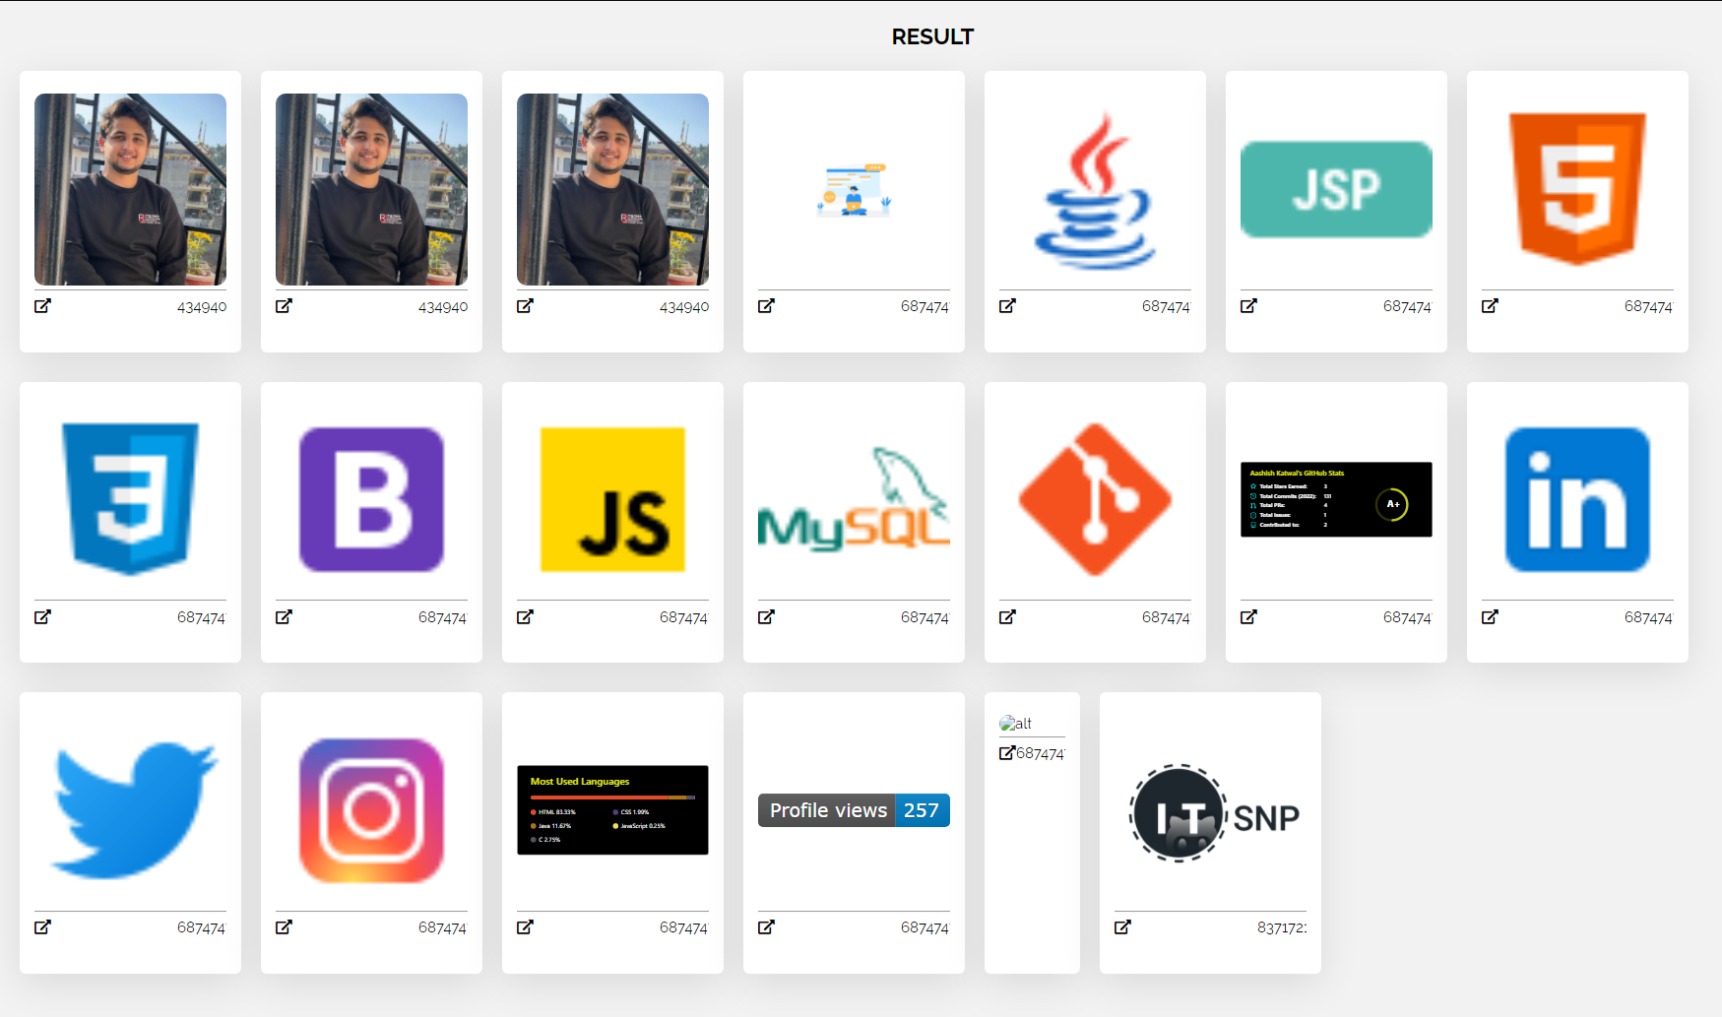 RESULT
434940
434940
434940
687474
687474
JSP
687474
5
687474
3
687474
B
687474
JS
687474
MySQL
687474
687474
Aashish Katwal's GitHub Stats
Total Stars Earned: 3
Total Commits (2022): 131
Total PRs: 4
Total Issues: 1
Contributed to: 2
A+
687474
in
687474
687474
687474
Most Used Languages
HTML 83.33%
CSS 1.99%
Java 11.67%
JavaScript 0.25%
C 2.75%
687474
Profile views 257
687474
alt
687474
IT SNP
837172